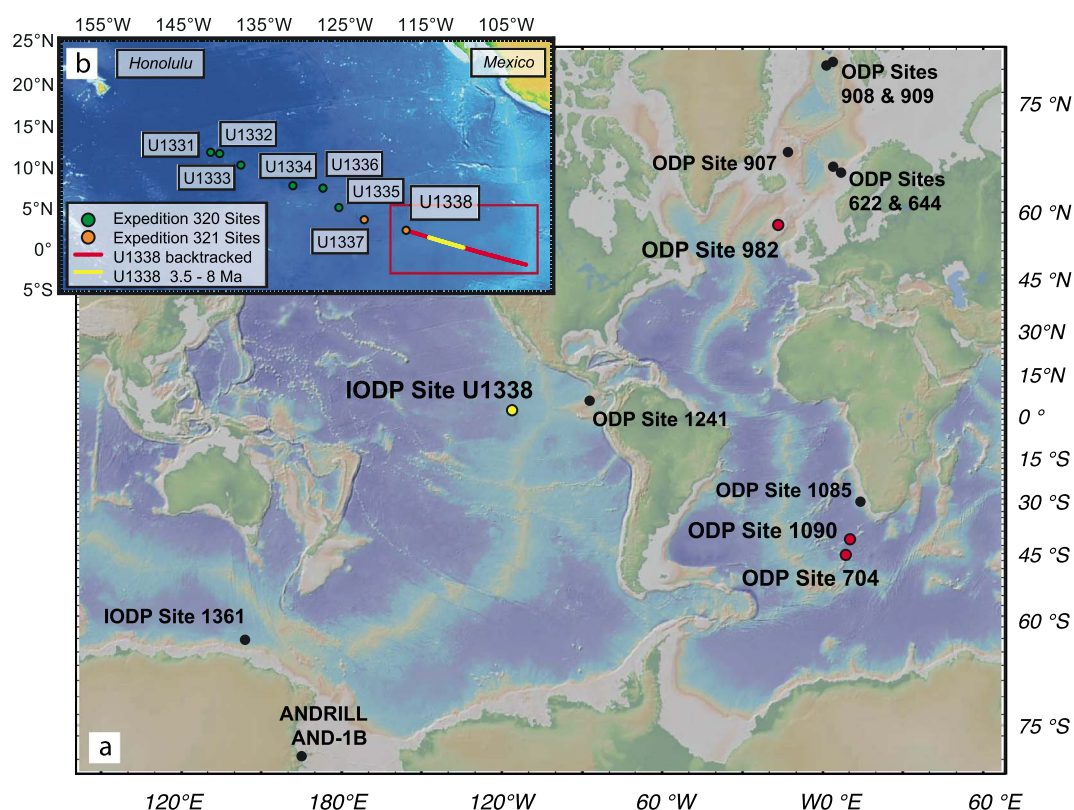 155°W 145°W 135°W 125°W 115°W 105°W
25°N
20°N
15°N
10°N
5°N
0°
5°S
b
Honolulu
Mexico
U1331
U1332
U1333
U1334
U1336
U1335
U1337
U1338
Expedition 320 Sites
Expedition 321 Sites
U1338 backtracked
U1338 3.5 - 8 Ma
ODP Sites
908 & 909
ODP Site 907
ODP Sites
622 & 644
ODP Site 982
IODP Site U1338
ODP Site 1241
ODP Site 1085
ODP Site 1090
ODP Site 704
IODP Site 1361
ANDRILL
AND-1B
a
75 °N
60 °N
45 °N
30°N
15°N
0 °
15 °S
30 °S
45 °S
60 °S
75 °S
120°E 180°E 120°W 60 °W W0 °E 60 °E